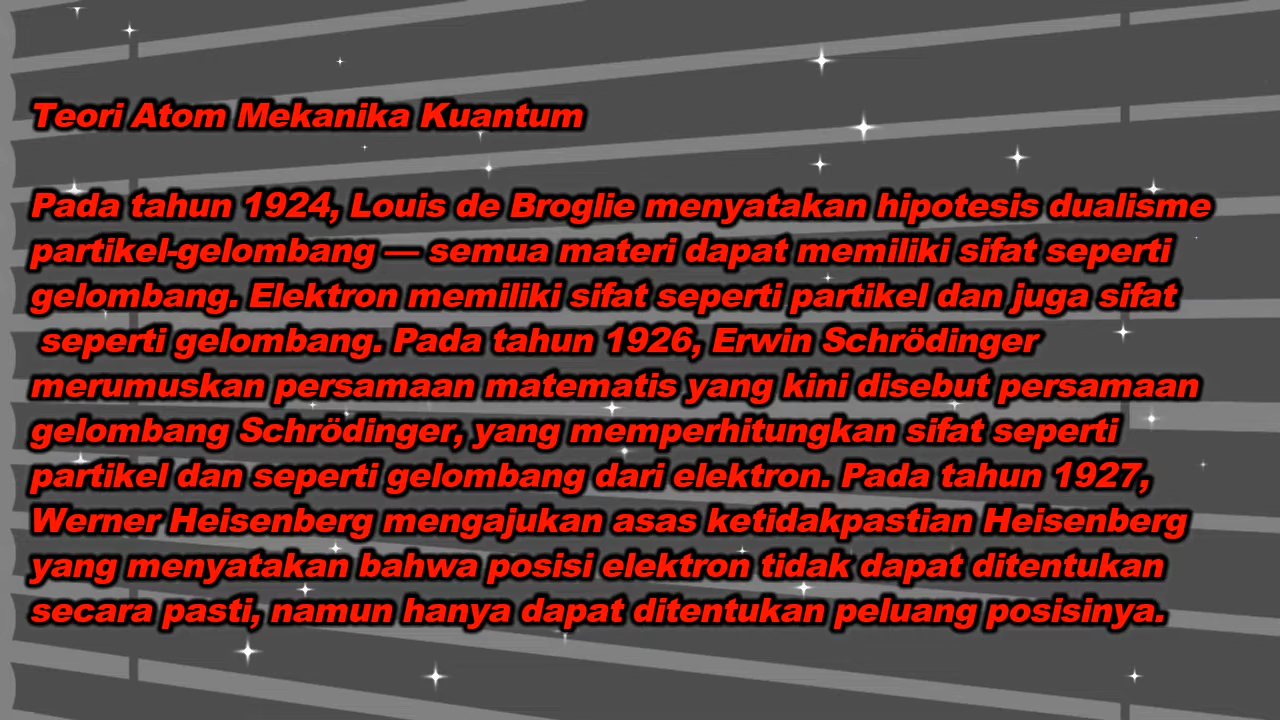 Teori Atom Mekanika Kuantum
Pada tahun 1924, Louis de Broglie menyatakan hipotesis dualisme
partikel-gelombang — semua materi dapat memiliki sifat seperti
gelombang. Elektron memiliki sifat seperti partikel dan juga sifat
seperti gelombang. Pada tahun 1926, Erwin Schrödinger
merumuskan persamaan matematis yang kini disebut persamaan
gelombang Schrödinger, yang memperhitungkan sifat seperti
partikel dan seperti gelombang dari elektron. Pada tahun 1927,
Werner Heisenberg mengajukan asas ketidakpastian Heisenberg
yang menyatakan bahwa posisi elektron tidak dapat ditentukan
secara pasti, namun hanya dapat ditentukan peluang posisinya.